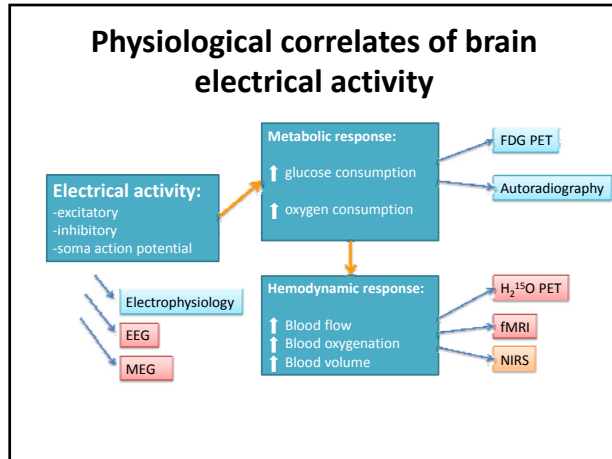 Physiological correlates of brain
electrical activity
Electrical activity:
-excitatory
-inhibitory
-soma action potential
Electrophysiology
EEG
MEG
Metabolic response:
⬆ glucose consumption
⬆ oxygen consumption
FDG PET
Autoradiography
Hemodynamic response:
⬆ Blood flow
⬆ Blood oxygenation
⬆ Blood volume
H₂¹⁵O PET
fMRI
NIRS